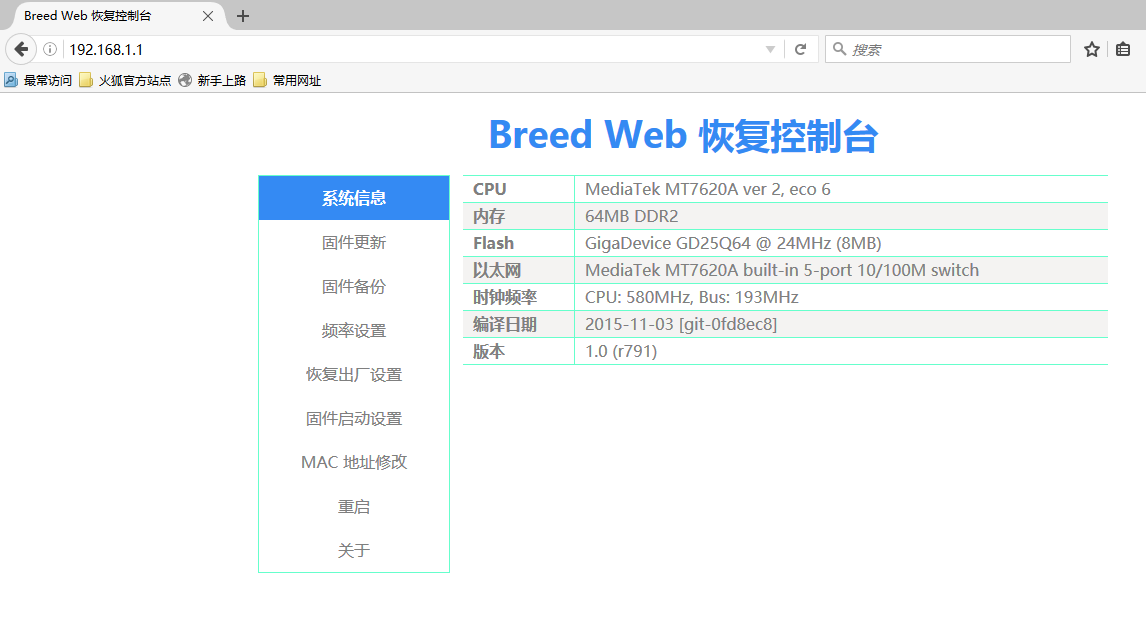 Breed Web 恢复控制台
192.168.1.1
搜索
最常访问 火狐官方站点 新手上路 常用网址
Breed Web 恢复控制台
系统信息
固件更新
固件备份
频率设置
恢复出厂设置
固件启动设置
MAC 地址修改
重启
关于
CPU MediaTek MT7620A ver 2, eco 6
内存 64MB DDR2
Flash GigaDevice GD25Q64 @ 24MHz (8MB)
以太网 MediaTek MT7620A built-in 5-port 10/100M switch
时钟频率 CPU: 580MHz, Bus: 193MHz
编译日期 2015-11-03 [git-0fd8ec8]
版本 1.0 (r791)